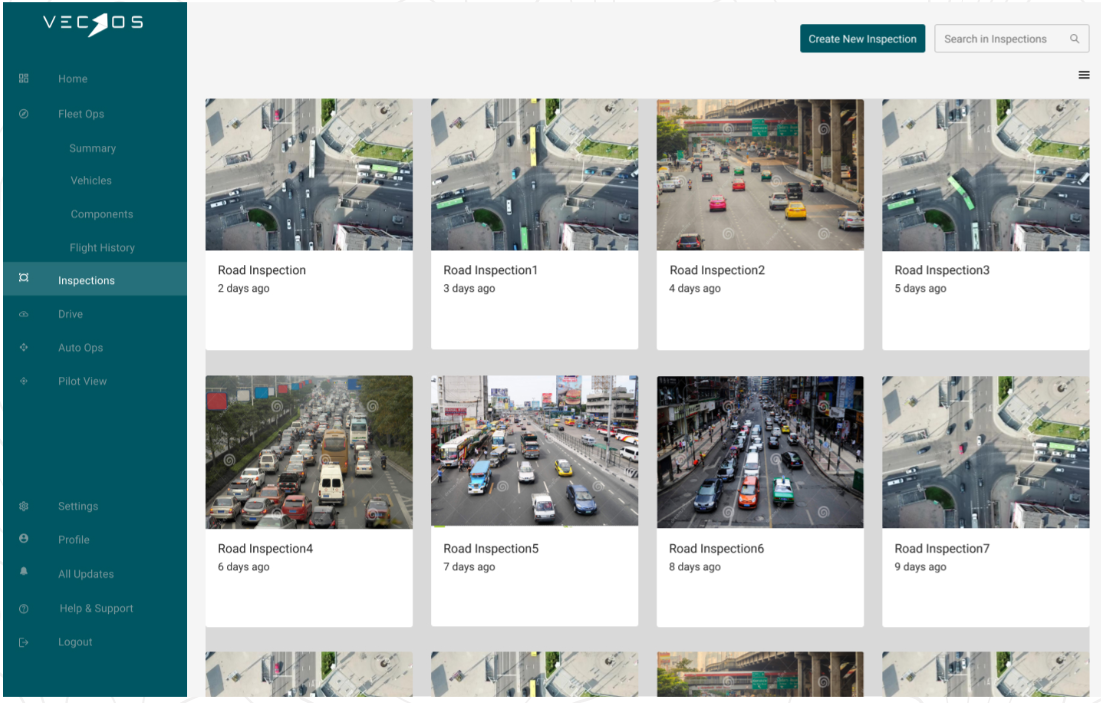 VECROS
Home
Fleet Ops
Summary
Vehicles
Components
Flight History
Inspections
Drive
Auto Ops
Pilot View
Settings
Profile
All Updates
Help & Support
Logout
Create New Inspection
Search in Inspections
Road Inspection
2 days ago
Road Inspection1
3 days ago
Road Inspection2
4 days ago
Road Inspection3
5 days ago
Road Inspection4
6 days ago
Road Inspection5
7 days ago
Road Inspection6
8 days ago
Road Inspection7
9 days ago